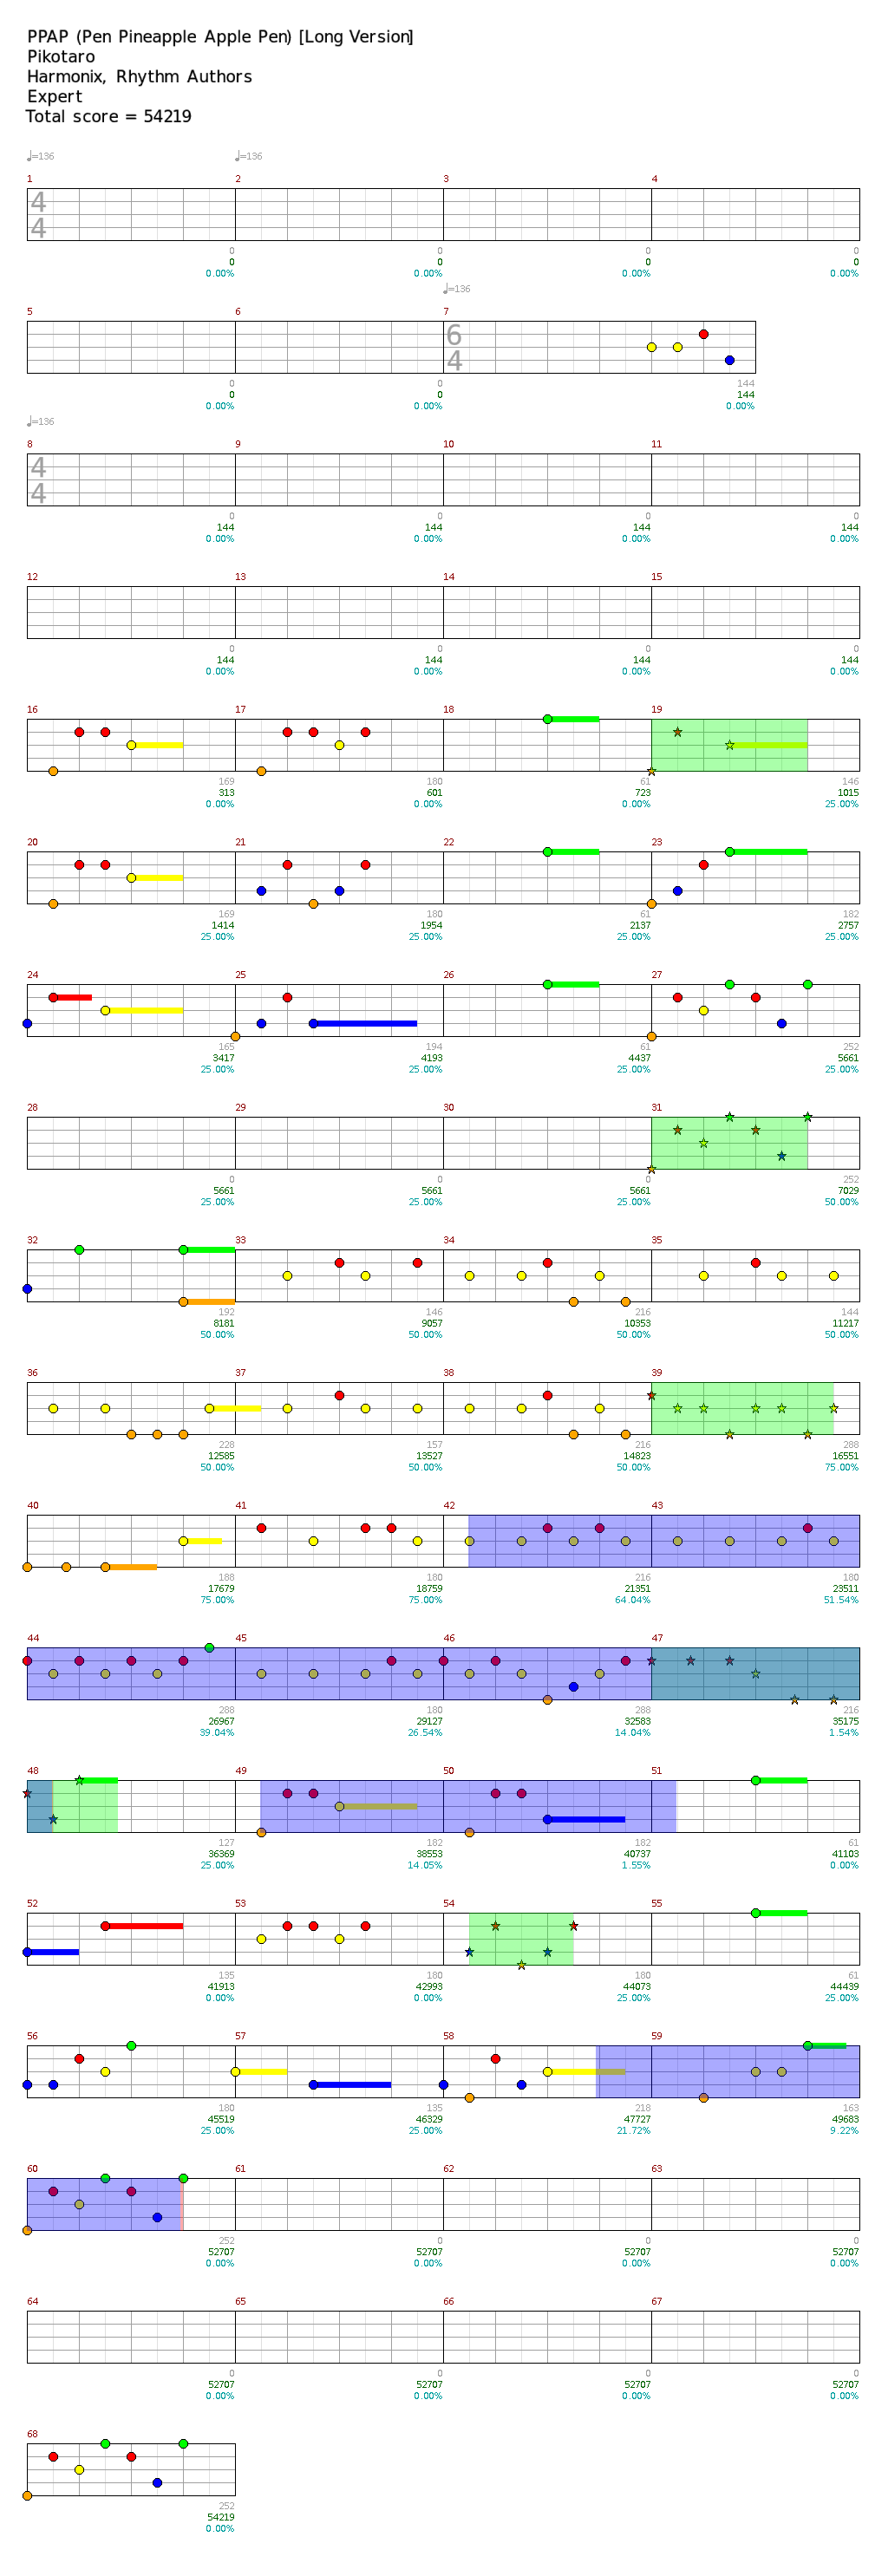 PPAP (Pen Pineapple Apple Pen) [Long Version]
Pikotaro
Harmonix, Rhythm Authors
Expert
Total score = 54219
♩=136 ♩=136
1 2 3 4
4
4
0 0 0 0
0 0 0 0
0.00% 0.00% 0.00% 0.00%
♩=136
5 6 7
6
4
0 0 144
0 0 144
0.00% 0.00% 0.00%
♩=136
8 9 10 11
4
4
0 0 0 0
144 144 144 144
0.00% 0.00% 0.00% 0.00%
12 13 14 15
0 0 0 0
144 144 144 144
0.00% 0.00% 0.00% 0.00%
16 17 18 19
169 180 61 146
313 601 723 1015
0.00% 0.00% 0.00% 25.00%
20 21 22 23
169 180 61 182
1414 1954 2137 2757
25.00% 25.00% 25.00% 25.00%
24 25 26 27
165 194 61 252
3417 4193 4437 5661
25.00% 25.00% 25.00% 25.00%
28 29 30 31
0 0 0 252
5661 5661 5661 7029
25.00% 25.00% 25.00% 50.00%
32 33 34 35
192 146 216 144
8181 9057 10353 11217
50.00% 50.00% 50.00% 50.00%
36 37 38 39
228 157 216 288
12585 13527 14823 16551
50.00% 50.00% 50.00% 75.00%
40 41 42 43
188 180 216 180
17679 18759 21351 23511
75.00% 75.00% 64.04% 51.54%
44 45 46 47
288 180 288 216
26967 29127 32583 35175
39.04% 26.54% 14.04% 1.54%
48 49 50 51
127 182 182 61
36369 38553 40737 41103
25.00% 14.05% 1.55% 0.00%
52 53 54 55
135 180 180 61
41913 42993 44073 44439
0.00% 0.00% 25.00% 25.00%
56 57 58 59
180 135 218 163
45519 46329 47727 49683
25.00% 25.00% 21.72% 9.22%
60 61 62 63
252 0 0 0
52707 52707 52707 52707
0.00% 0.00% 0.00% 0.00%
64 65 66 67
0 0 0 0
52707 52707 52707 52707
0.00% 0.00% 0.00% 0.00%
68
252
54219
0.00%